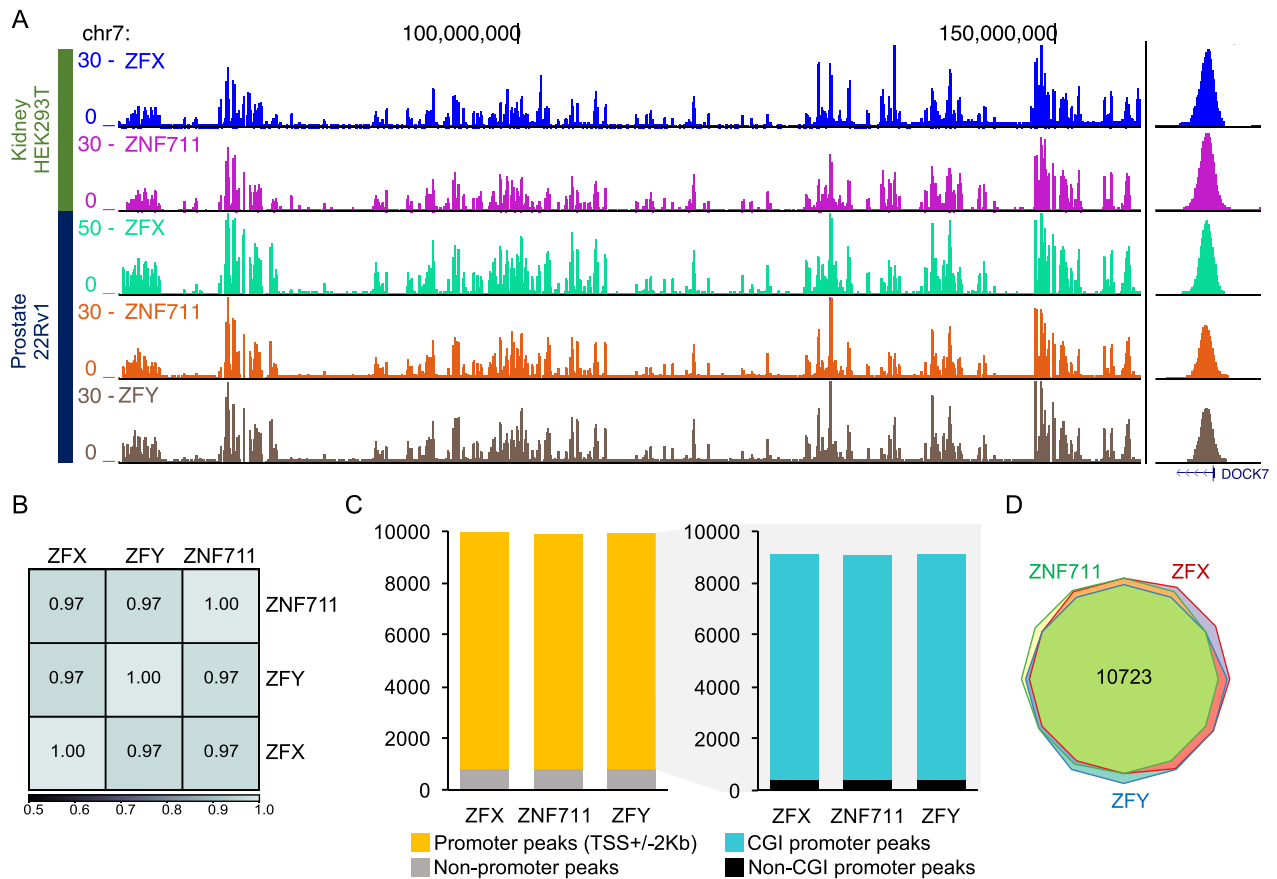 A
chr7: 100,000,000 150,000,000
Kidney
HEK293T
30 - ZFX
0
30 - ZNF711
0
Prostate
22Rv1
50 - ZFX
0
30 - ZNF711
0
30 - ZFY
0
DOCK7
B
ZFX ZFY ZNF711
0.97 0.97 1.00 ZNF711
0.97 1.00 0.97 ZFY
1.00 0.97 0.97 ZFX
0.5 0.6 0.7 0.8 0.9 1.0
C
10000
8000
6000
4000
2000
0
ZFX ZNF711 ZFY
Promoter peaks (TSS+/-2Kb)
Non-promoter peaks
10000
8000
6000
4000
2000
0
ZFX ZNF711 ZFY
CGI promoter peaks
Non-CGI promoter peaks
D
ZNF711 ZFX
10723
ZFY